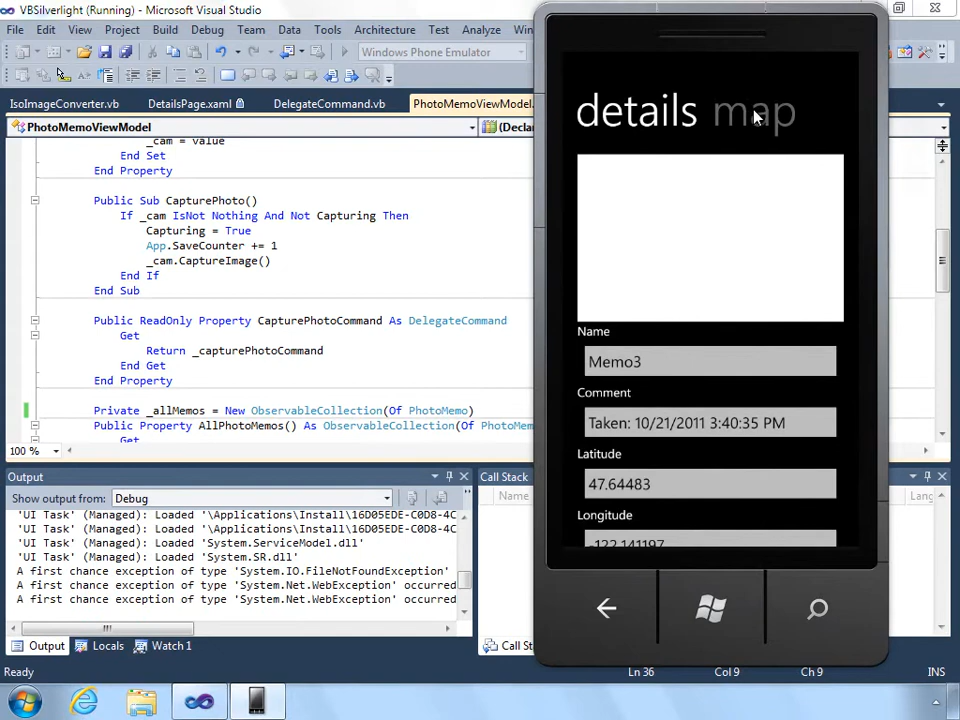 VBSilverlight (Running) - Microsoft Visual Studio
File Edit View Project Build Debug Team Data Tools Architecture Test Analyze Win
Windows Phone Emulator
IsoImageConverter.vb DetailsPage.xaml DelegateCommand.vb PhotoMemoViewModel.
PhotoMemoViewModel (Declar
_cam = value
End Set
End Property
Public Sub CapturePhoto()
If _cam IsNot Nothing And Not Capturing Then
Capturing = True
App.SaveCounter += 1
_cam.CaptureImage()
End If
End Sub
Public ReadOnly Property CapturePhotoCommand As DelegateCommand
Get
Return _capturePhotoCommand
End Get
End Property
Private _allMemos = New ObservableCollection(Of PhotoMemo)
Public Property AllPhotoMemos() As ObservableCollection(Of PhotoMem
Get
100 %
Output
Show output from: Debug
'UI Task' (Managed): Loaded '\Applications\Install\16D05EDE-C0D8-4C
'UI Task' (Managed): Loaded '\Applications\Install\16D05EDE-C0D8-4C
'UI Task' (Managed): Loaded 'System.ServiceModel.dll'
'UI Task' (Managed): Loaded 'System.SR.dll'
A first chance exception of type 'System.IO.FileNotFoundException'
A first chance exception of type 'System.Net.WebException' occurred
A first chance exception of type 'System.Net.WebException' occurred
Output Locals Watch 1
Call Stack
Name
Lang
Call St
Ready
Ln 36 Col 9 Ch 9 INS
details map
Name
Memo3
Comment
Taken: 10/21/2011 3:40:35 PM
Latitude
47.64483
Longitude
-122.141197